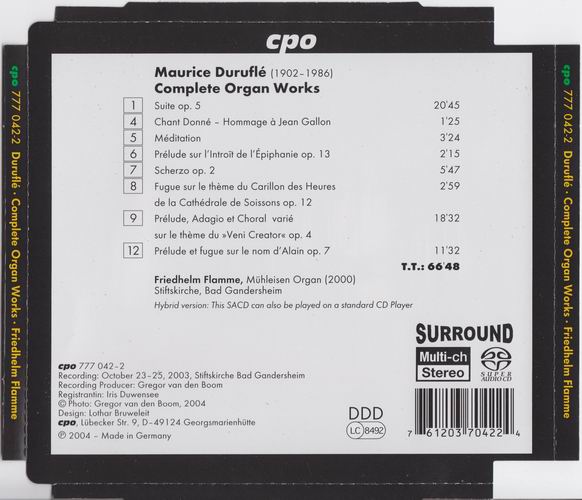 cpo
cpo 777 042-2 Duruflé · Complete Organ Works · Friedhelm Flamme
Maurice Duruflé (1902–1986)
Complete Organ Works
1 Suite op. 5 20'45
4 Chant Donné – Hommage à Jean Gallon 1'25
5 Méditation 3'24
6 Prélude sur l'Introït de l'Épiphanie op. 13 2'15
7 Scherzo op. 2 5'47
8 Fugue sur le thème du Carillon des Heures 2'59
de la Cathédrale de Soissons op. 12
9 Prélude, Adagio et Choral varié 18'32
sur le thème du »Veni Creator« op. 4
12 Prélude et fugue sur le nom d'Alain op. 7 11'32
T.T.: 66'48
Friedhelm Flamme, Mühleisen Organ (2000)
Stiftskirche, Bad Gandersheim
Hybrid version: This SACD can also be played on a standard CD Player
SURROUND
Multi-ch
Stereo
SUPER AUDIO CD
cpo 777 042–2
Recording: October 23–25, 2003, Stiftskirche Bad Gandersheim
Recording Producer: Gregor van den Boom
Registrantin: Iris Duwensee
© Photo: Gregor van den Boom, 2004
Design: Lothar Bruweleit
cpo, Lübecker Str. 9, D–49124 Georgsmarienhütte
℗ 2004 – Made in Germany
DDD
LC 8492
7 61203 70422 4
cpo 777 042-2 Duruflé · Complete Organ Works · Friedhelm Flamme